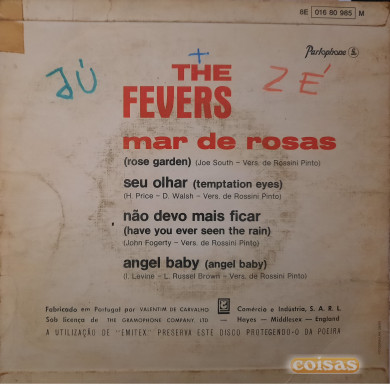 8E 016 80 965 M
Parlophone
JÚ + ZÉ
THE
FEVERS
mar de rosas
(rose garden) (Joe South – Vers. de Rossini Pinto)
seu olhar (temptation eyes)
(H. Price – D. Walsh – Vers. de Rossini Pinto)
não devo mais ficar
(have you ever seen the rain)
(John Fogerty – Vers. de Rossini Pinto)
angel baby (angel baby)
(I. Levine – L. Russel Brown – Vers. de Rossini Pinto)
Fabricado em Portugal por VALENTIM DE CARVALHO Comércio e Indústria, S. A. R. L.
Sob licença de THE GRAMOPHONE COMPANY, LTD — Hayes – Middlesex – England
A UTILIZAÇÃO DE "EMITEX" PRESERVA ESTE DISCO PROTEGENDO-O DA POEIRA
coisas